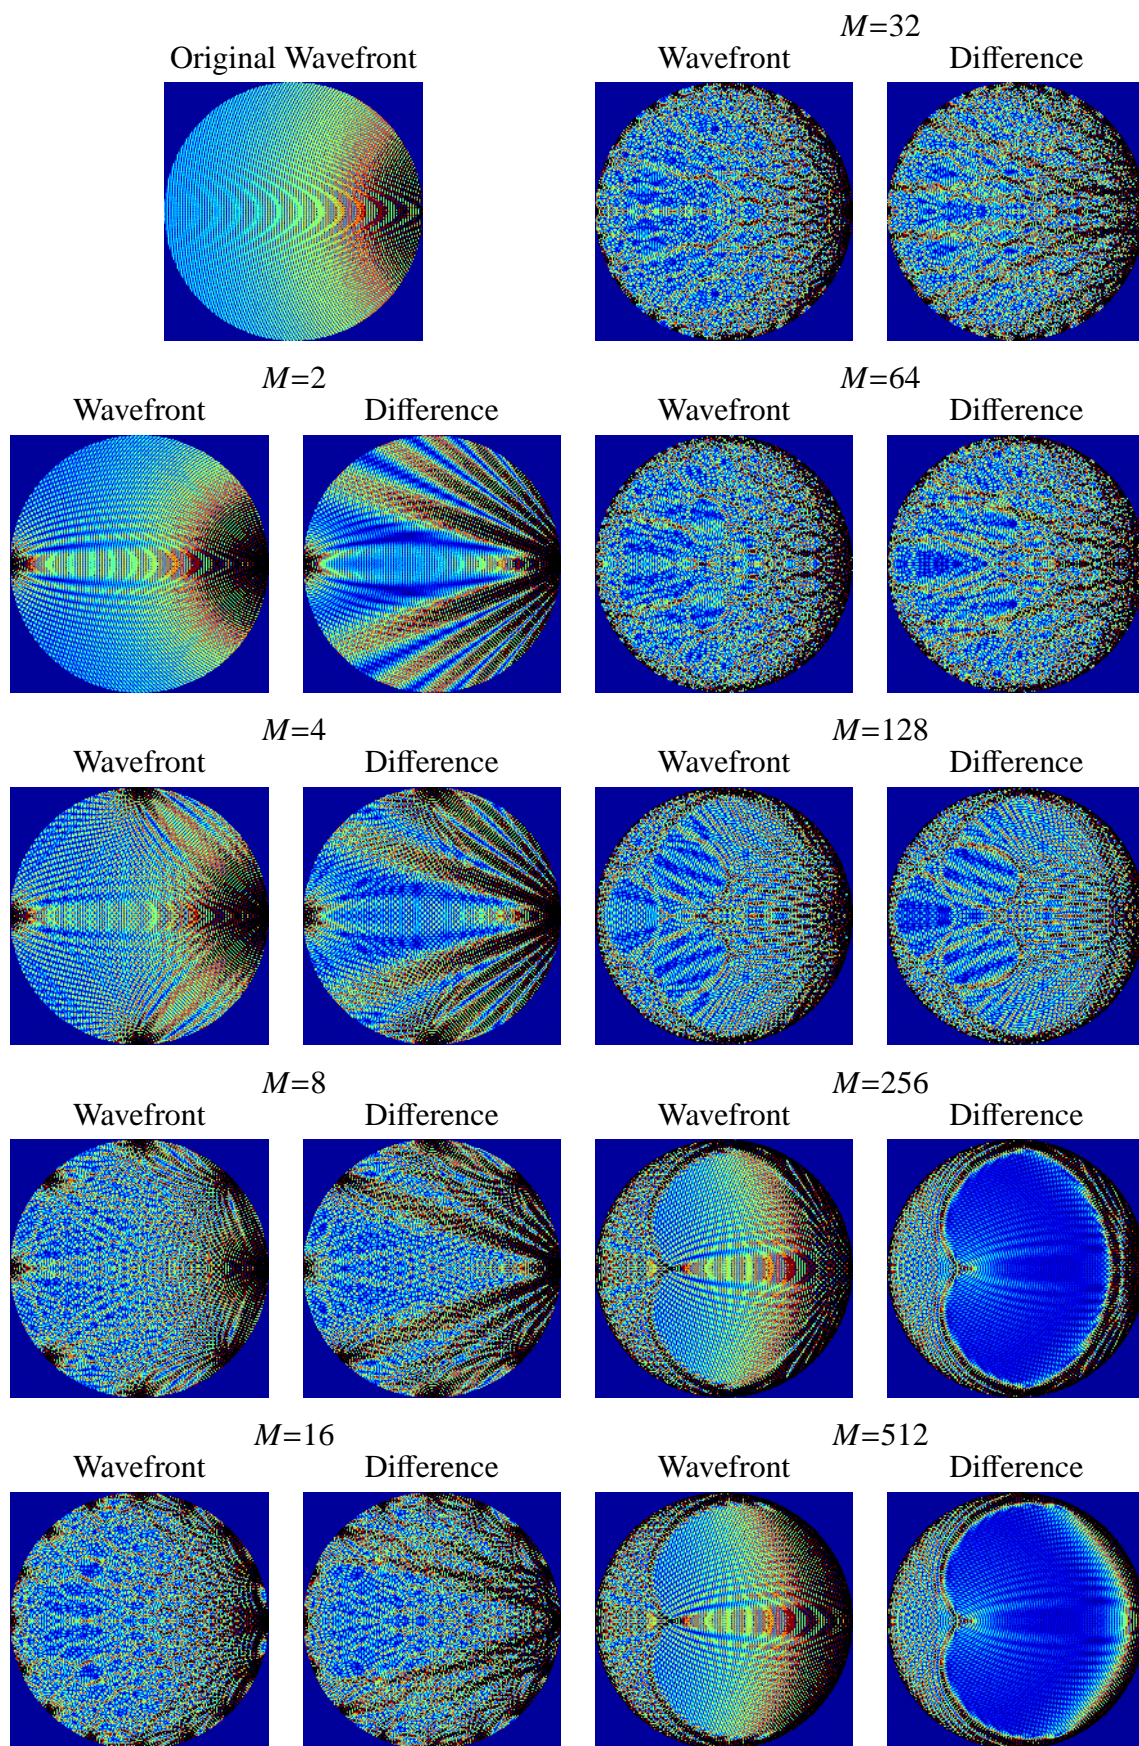 Original Wavefront
M=2
Wavefront Difference
M=4
Wavefront Difference
M=8
Wavefront Difference
M=16
Wavefront Difference
M=32
Wavefront Difference
M=64
Wavefront Difference
M=128
Wavefront Difference
M=256
Wavefront Difference
M=512
Wavefront Difference